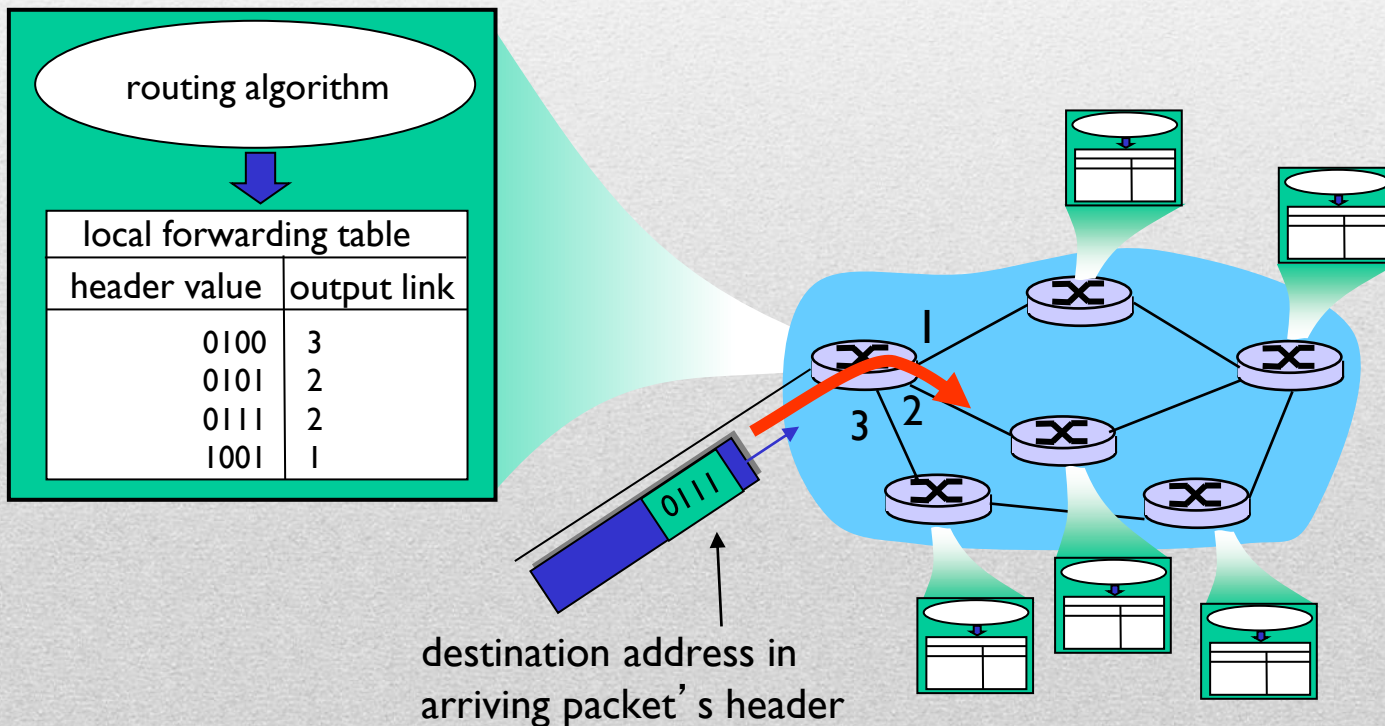 routing algorithm
local forwarding table
header value output link
0100 3
0101 2
0111 2
1001 1
1
2
3
0111
destination address in
arriving packet’ s header